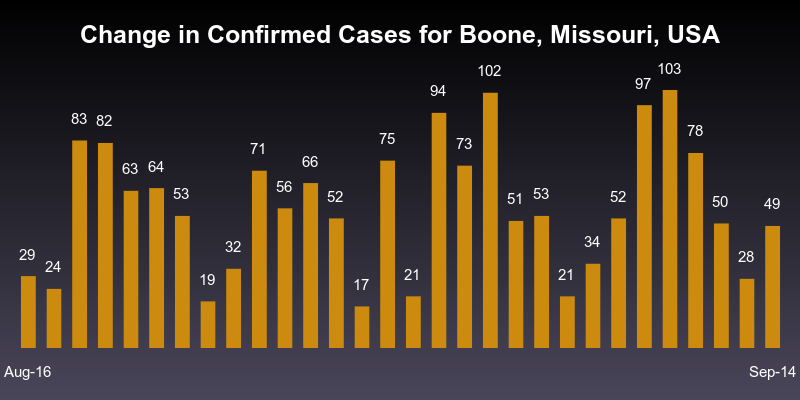 Change in Confirmed Cases for Boone, Missouri, USA
29 24 83 82 63 64 53 19 32 71 56 66 52 17 75 21 94 73 102 51 53 21 34 52 97 103 78 50 28 49
Aug-16 Sep-14